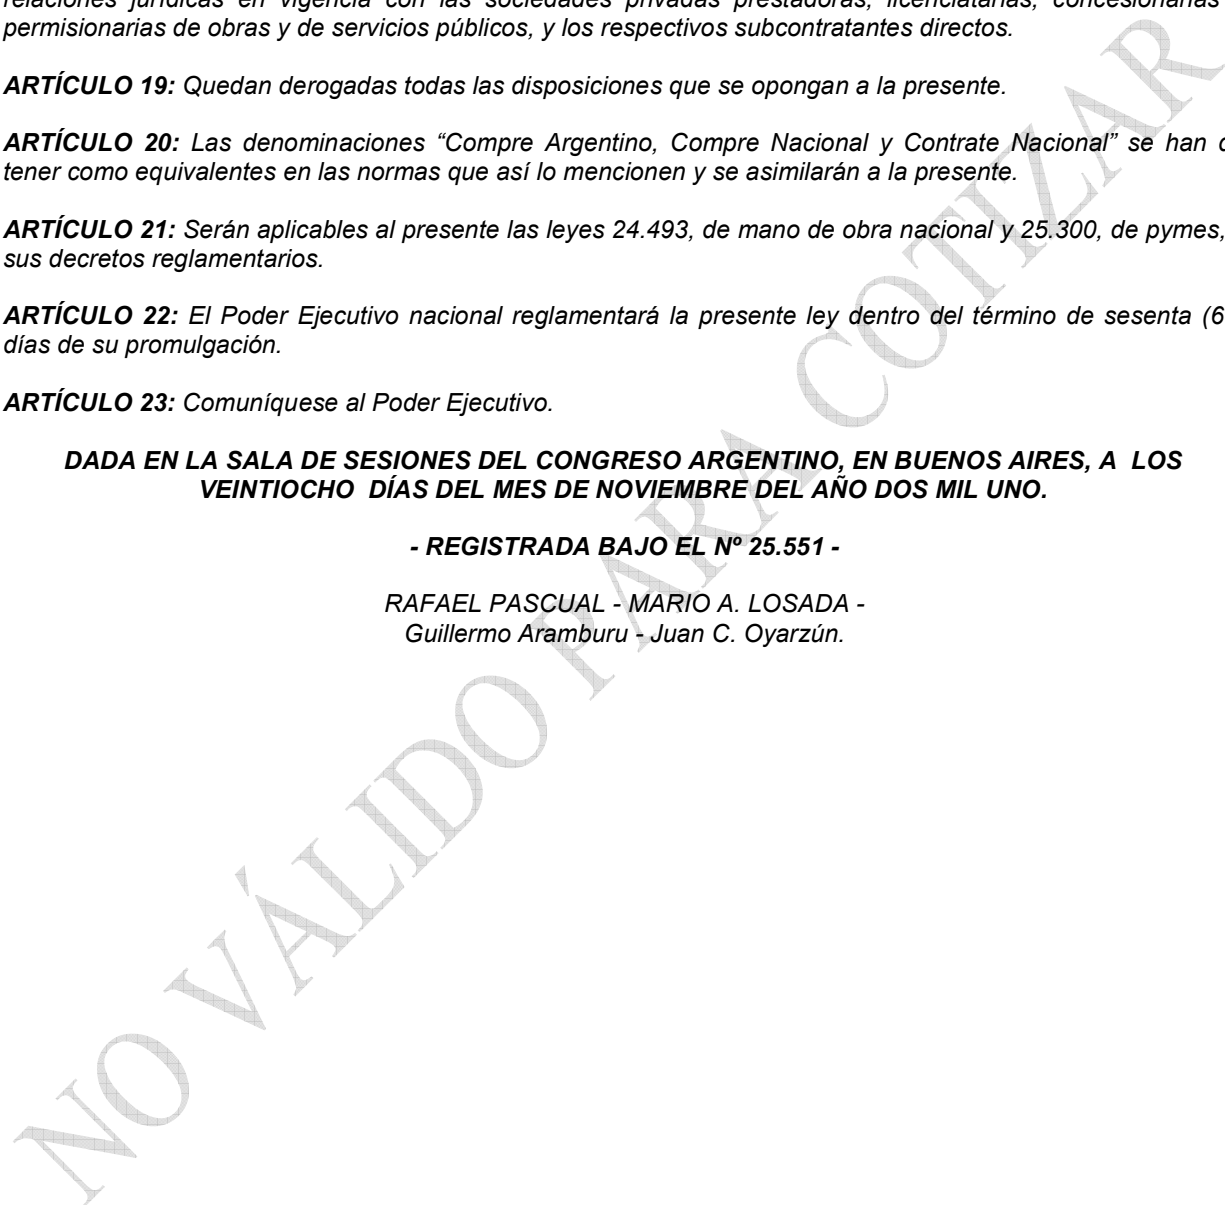 relaciones jurídicas en vigencia con las sociedades privadas prestadoras, licenciatarias, concesionarias
permisionarias de obras y de servicios públicos, y los respectivos subcontratantes directos.
ARTÍCULO 19: Quedan derogadas todas las disposiciones que se opongan a la presente.
ARTÍCULO 20: Las denominaciones “Compre Argentino, Compre Nacional y Contrate Nacional” se han
tener como equivalentes en las normas que así lo mencionen y se asimilarán a la presente.
ARTÍCULO 21: Serán aplicables al presente las leyes 24.493, de mano de obra nacional y 25.300, de pymes,
sus decretos reglamentarios.
ARTÍCULO 22: El Poder Ejecutivo nacional reglamentará la presente ley dentro del término de sesenta (6
días de su promulgación.
ARTÍCULO 23: Comuníquese al Poder Ejecutivo.
DADA EN LA SALA DE SESIONES DEL CONGRESO ARGENTINO, EN BUENOS AIRES, A LOS
VEINTIOCHO DÍAS DEL MES DE NOVIEMBRE DEL AÑO DOS MIL UNO.
- REGISTRADA BAJO EL Nº 25.551 -
RAFAEL PASCUAL - MARIO A. LOSADA -
Guillermo Aramburu - Juan C. Oyarzún.
NO VÁLIDO PARA COTIZAR